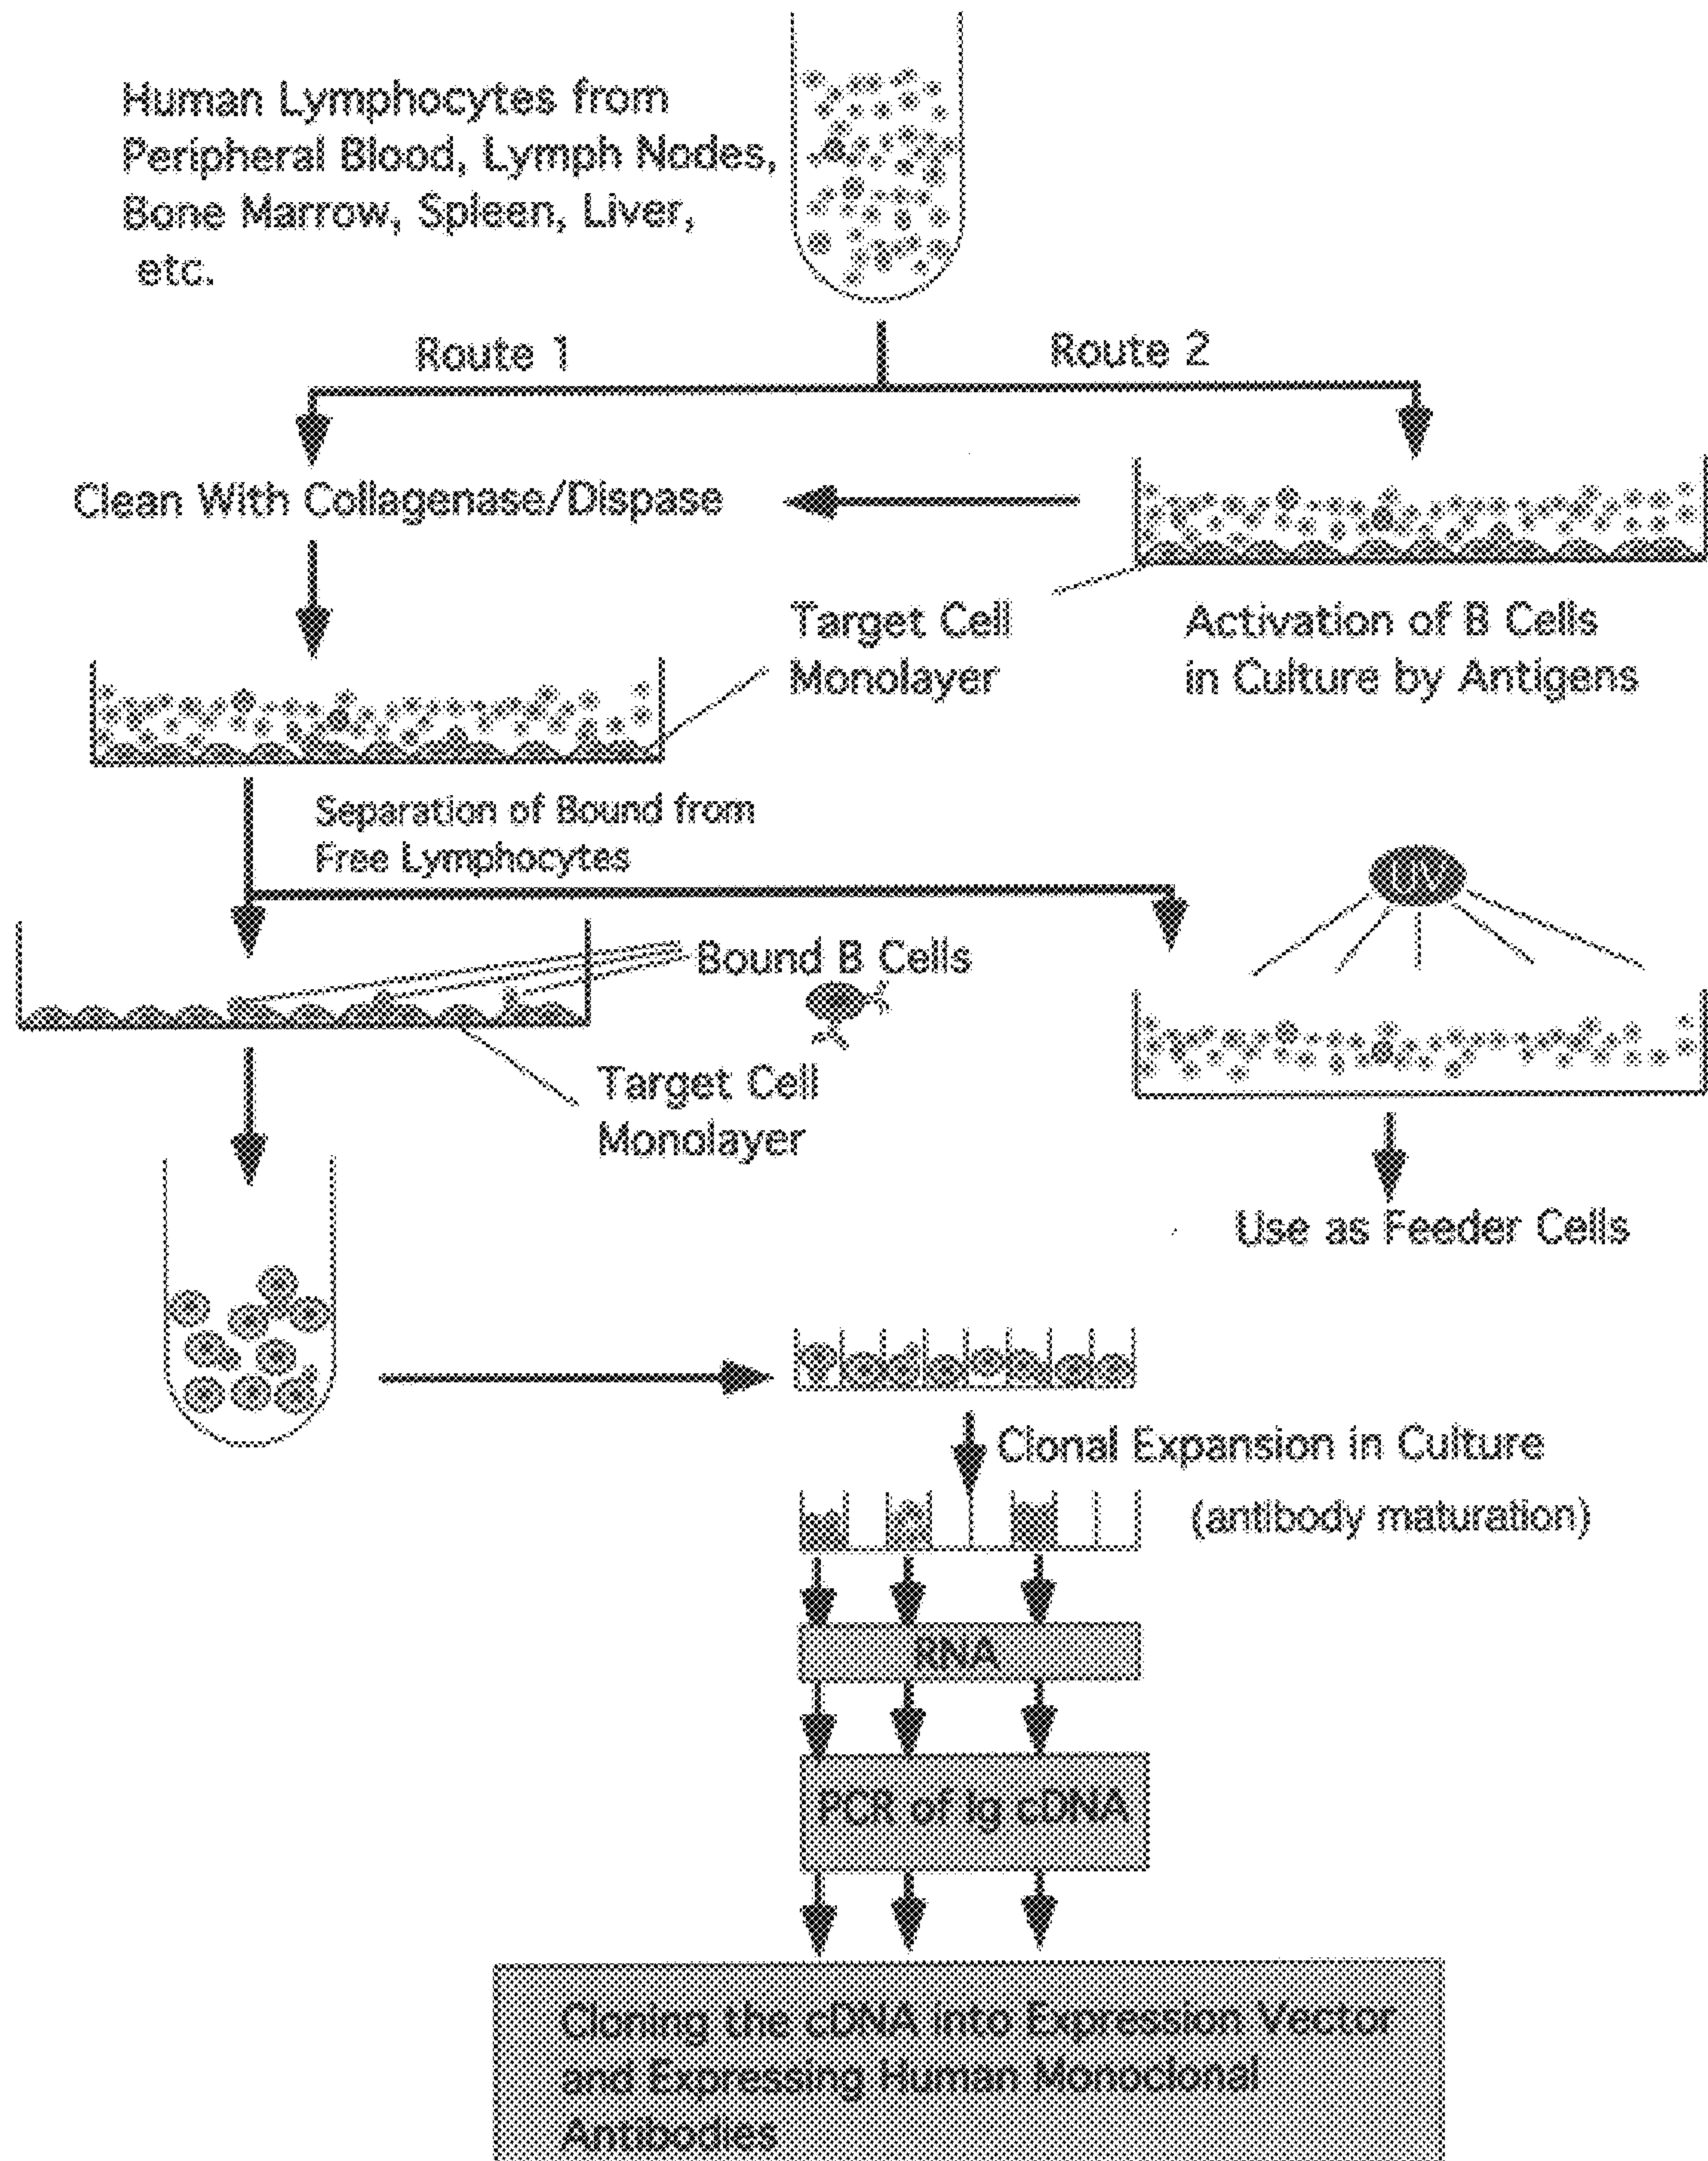 Human Lymphocytes from
Peripheral Blood, Lymph Nodes,
Bone Marrow, Spleen, Liver,
etc.
Route 1
Route 2
Clean With Collagenase/Dispase
Target Cell
Monolayer
Activation of B Cells
in Culture by Antigens
Separation of Bound from
Free Lymphocytes
UV
Bound B Cells
Target Cell
Monolayer
Use as Feeder Cells
Clonal Expansion in Culture
(antibody maturation)
RNA
PCR of Ig cDNA
Cloning the cDNA into Expression Vector
and Expressing Human Monoclonal
Antibodies